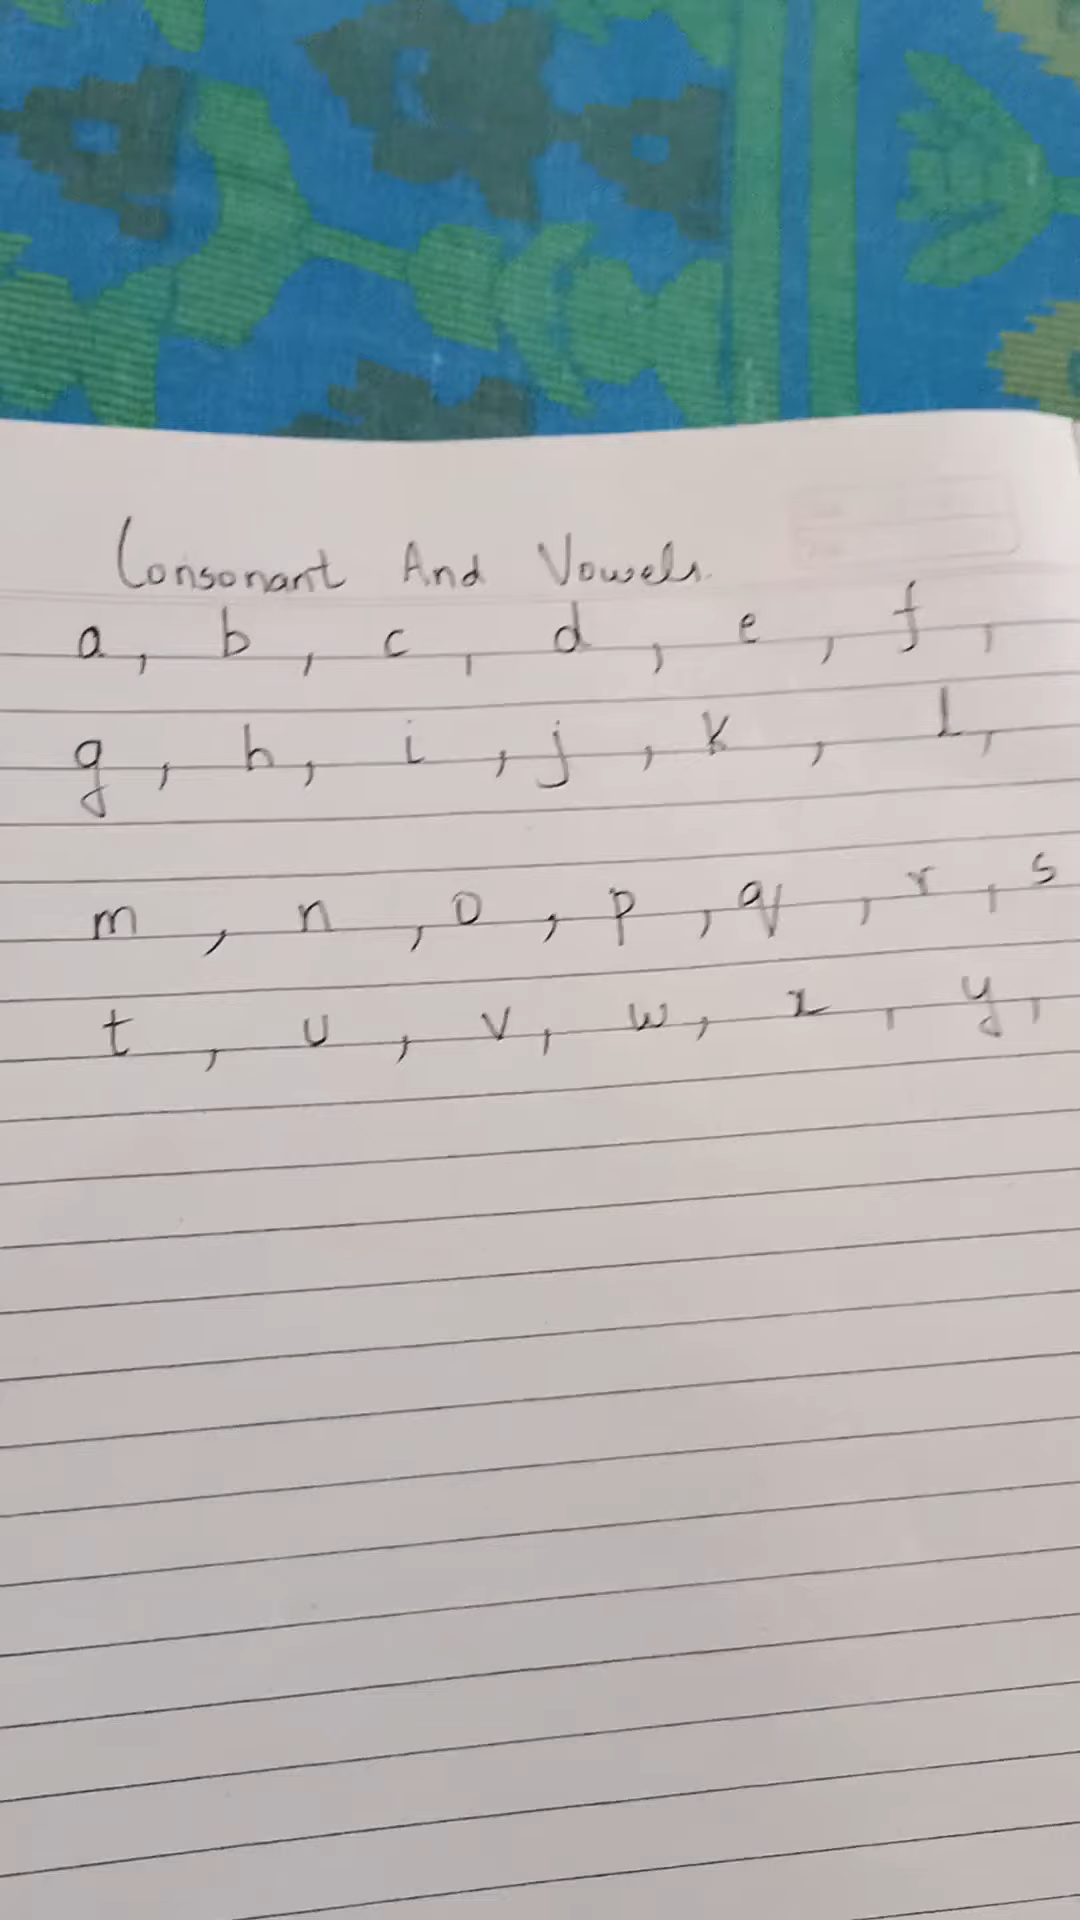 Consonant And Vowels.
a, b, c, d, e, f,
g, h, i, j, k, l,
m, n, o, p, q, r, s
t, u, v, w, x, y,